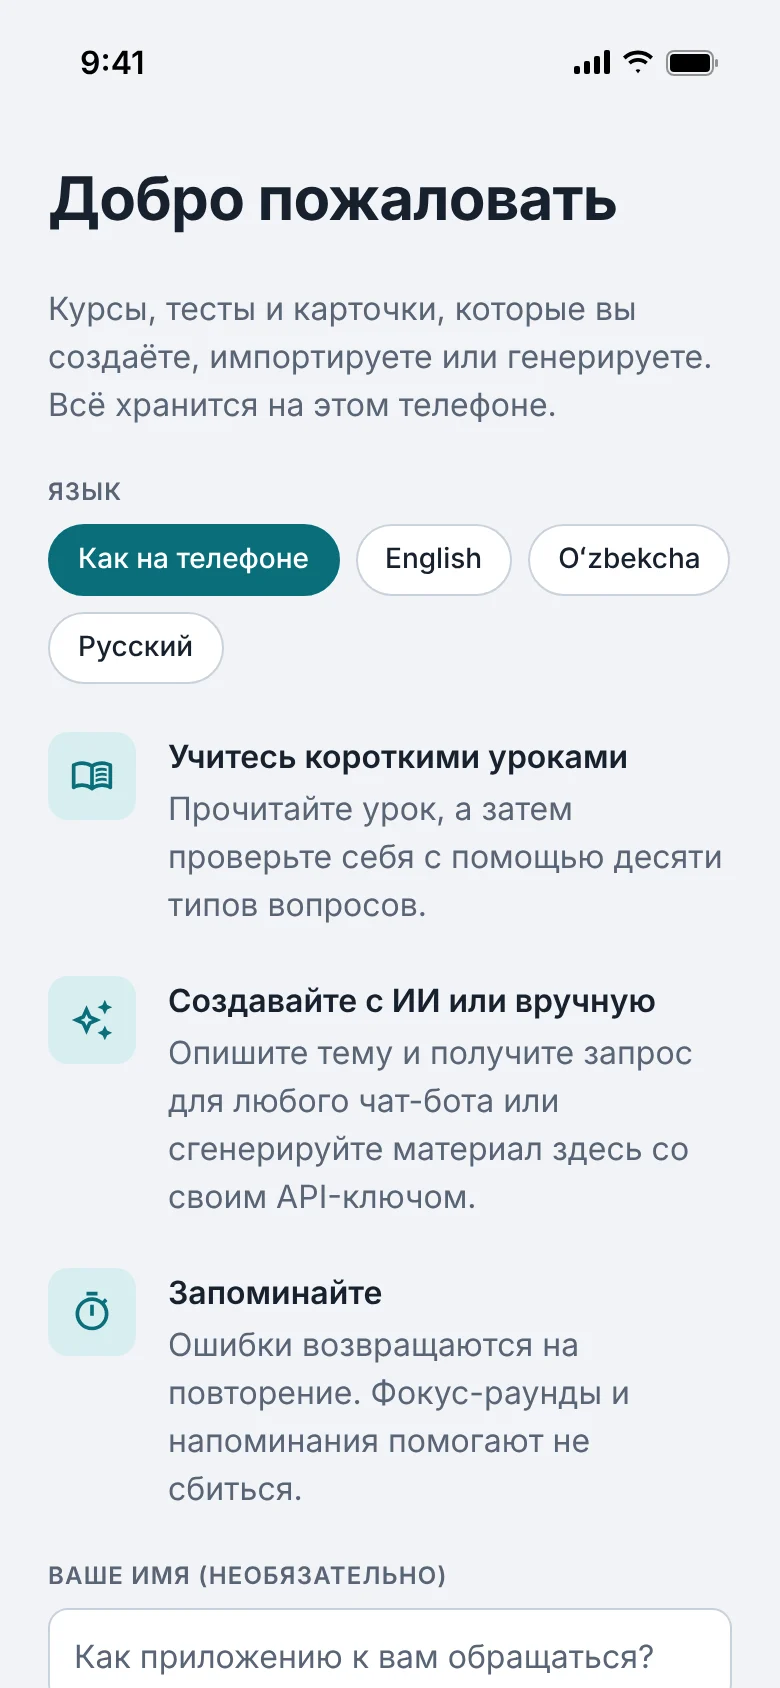 9:41
Добро пожаловать
Курсы, тесты и карточки, которые вы
создаёте, импортируете или генерируете.
Всё хранится на этом телефоне.
ЯЗЫК
Как на телефоне
English
Oʻzbekcha
Русский
Учитесь короткими уроками
Прочитайте урок, а затем
проверьте себя с помощью десяти
типов вопросов.
Создавайте с ИИ или вручную
Опишите тему и получите запрос
для любого чат-бота или
сгенерируйте материал здесь со
своим API-ключом.
Запоминайте
Ошибки возвращаются на
повторение. Фокус-раунды и
напоминания помогают не
сбиться.
ВАШЕ ИМЯ (НЕОБЯЗАТЕЛЬНО)
Как приложению к вам обращаться?